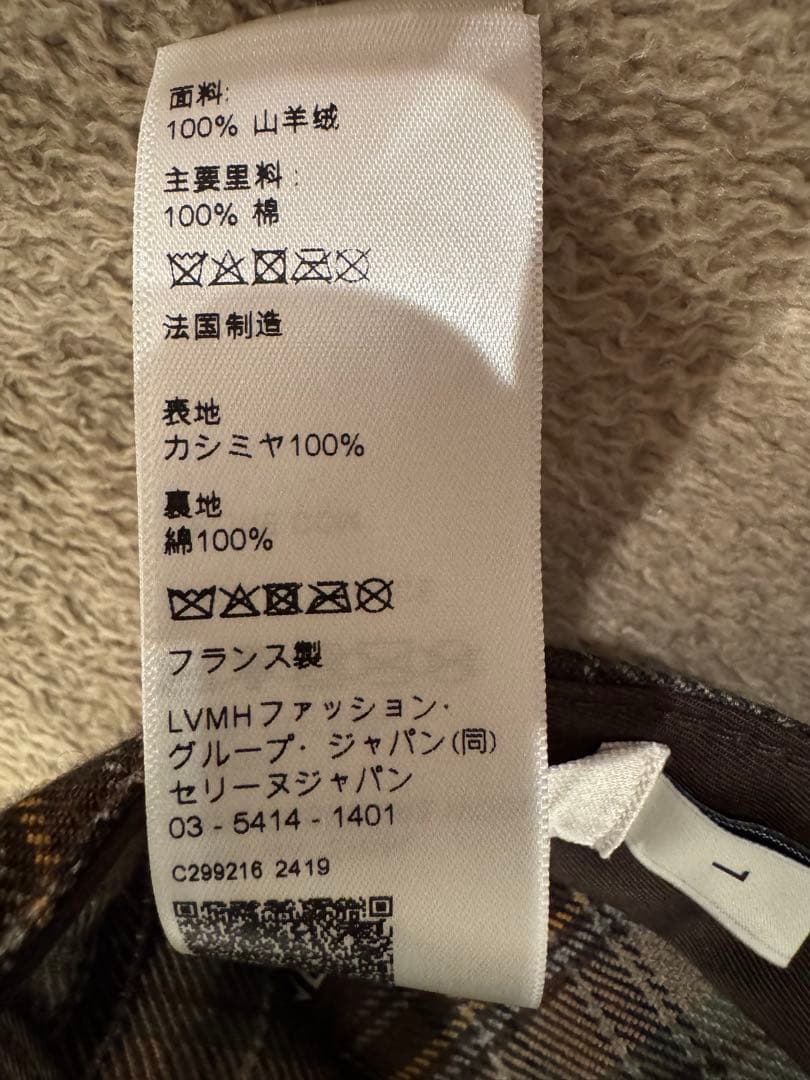 面料:
100% 山羊绒
主要里料:
100% 棉
法国制造
表地
カシミヤ100%
裏地
綿100%
フランス製
LVMHファッション・
グループ・ジャパン(同)
セリーヌジャパン
03 - 5414 - 1401
C299216 2419
L